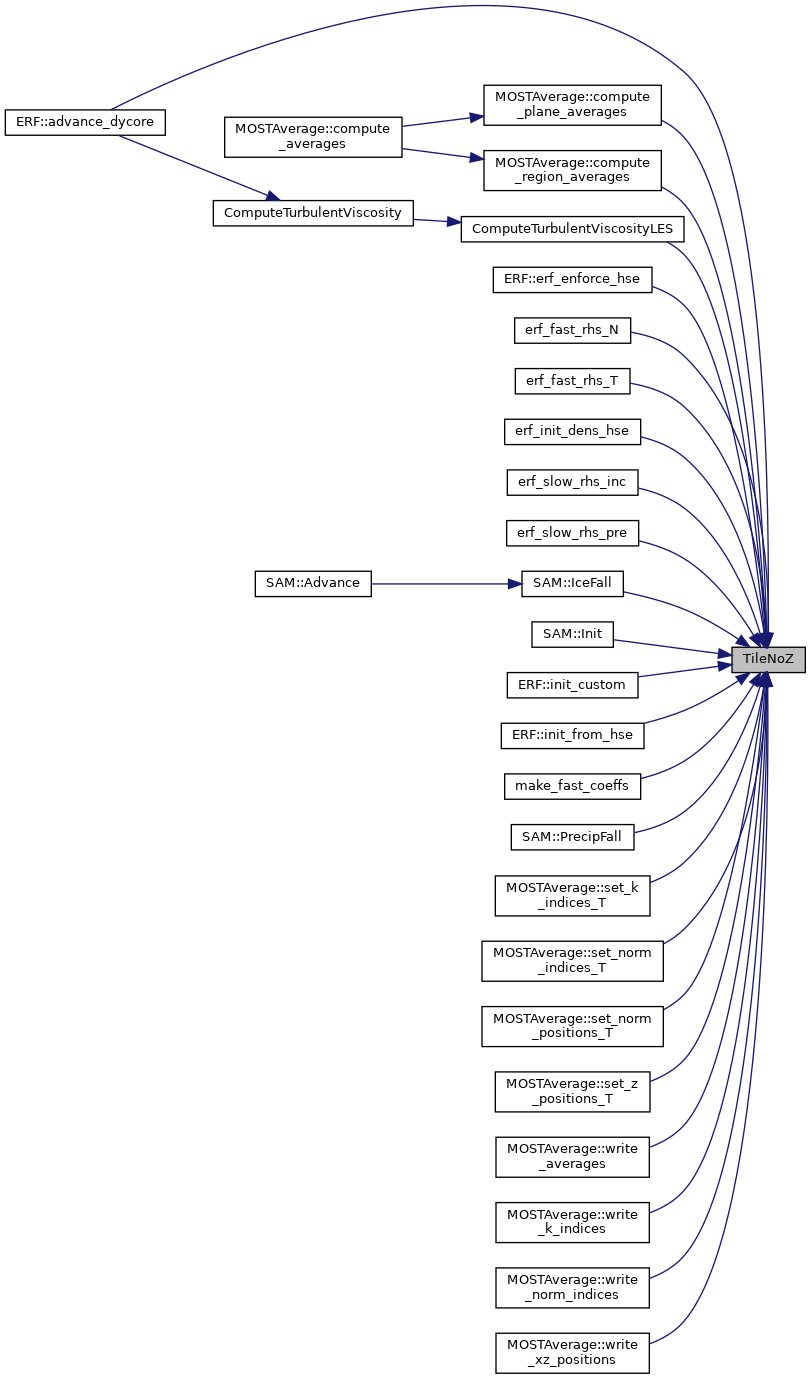 ERF::advance_dycore
MOSTAverage::compute
_averages
MOSTAverage::compute
_plane_averages
MOSTAverage::compute
_region_averages
ComputeTurbulentViscosity
ComputeTurbulentViscosityLES
ERF::erf_enforce_hse
erf_fast_rhs_N
erf_fast_rhs_T
erf_init_dens_hse
erf_slow_rhs_inc
erf_slow_rhs_pre
SAM::Advance
SAM::IceFall
SAM::Init
TileNoZ
ERF::init_custom
ERF::init_from_hse
make_fast_coeffs
SAM::PrecipFall
MOSTAverage::set_k
_indices_T
MOSTAverage::set_norm
_indices_T
MOSTAverage::set_norm
_positions_T
MOSTAverage::set_z
_positions_T
MOSTAverage::write
_averages
MOSTAverage::write
_k_indices
MOSTAverage::write
_norm_indices
MOSTAverage::write
_xz_positions